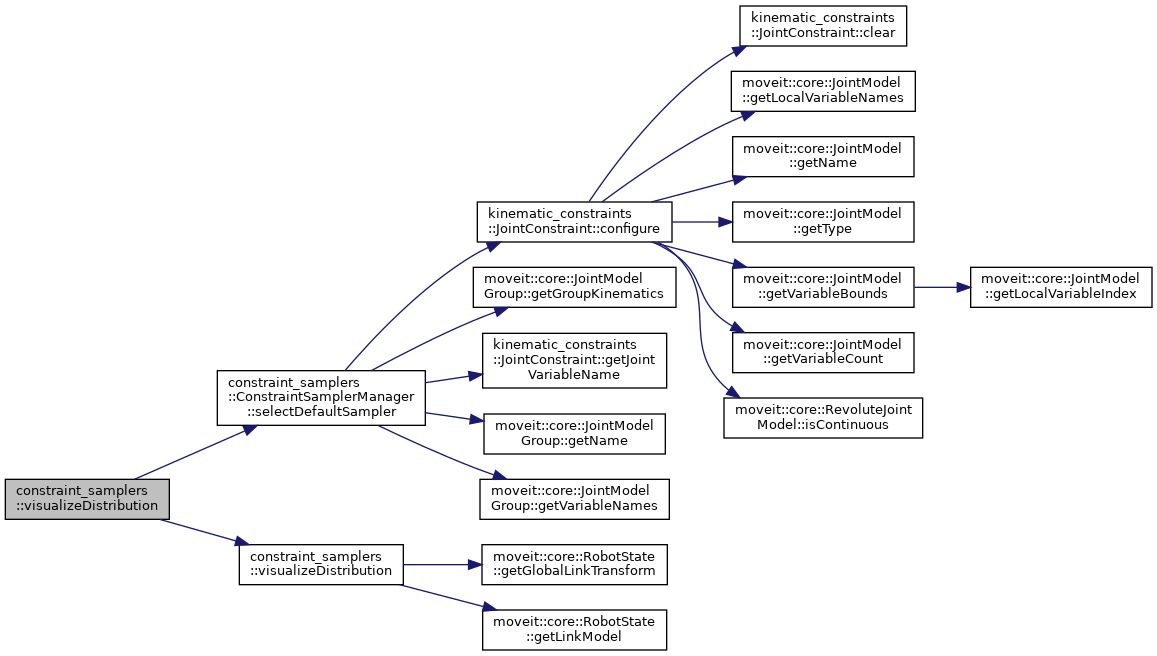 kinematic_constraints
::JointConstraint::clear
moveit::core::JointModel
::getLocalVariableNames
moveit::core::JointModel
::getName
kinematic_constraints
::JointConstraint::configure
moveit::core::JointModel
::getType
moveit::core::JointModel
Group::getGroupKinematics
moveit::core::JointModel
::getVariableBounds
moveit::core::JointModel
::getLocalVariableIndex
kinematic_constraints
::JointConstraint::getJoint
VariableName
moveit::core::JointModel
::getVariableCount
constraint_samplers
::ConstraintSamplerManager
::selectDefaultSampler
moveit::core::RevoluteJoint
Model::isContinuous
moveit::core::JointModel
Group::getName
constraint_samplers
::visualizeDistribution
moveit::core::JointModel
Group::getVariableNames
constraint_samplers
::visualizeDistribution
moveit::core::RobotState
::getGlobalLinkTransform
moveit::core::RobotState
::getLinkModel